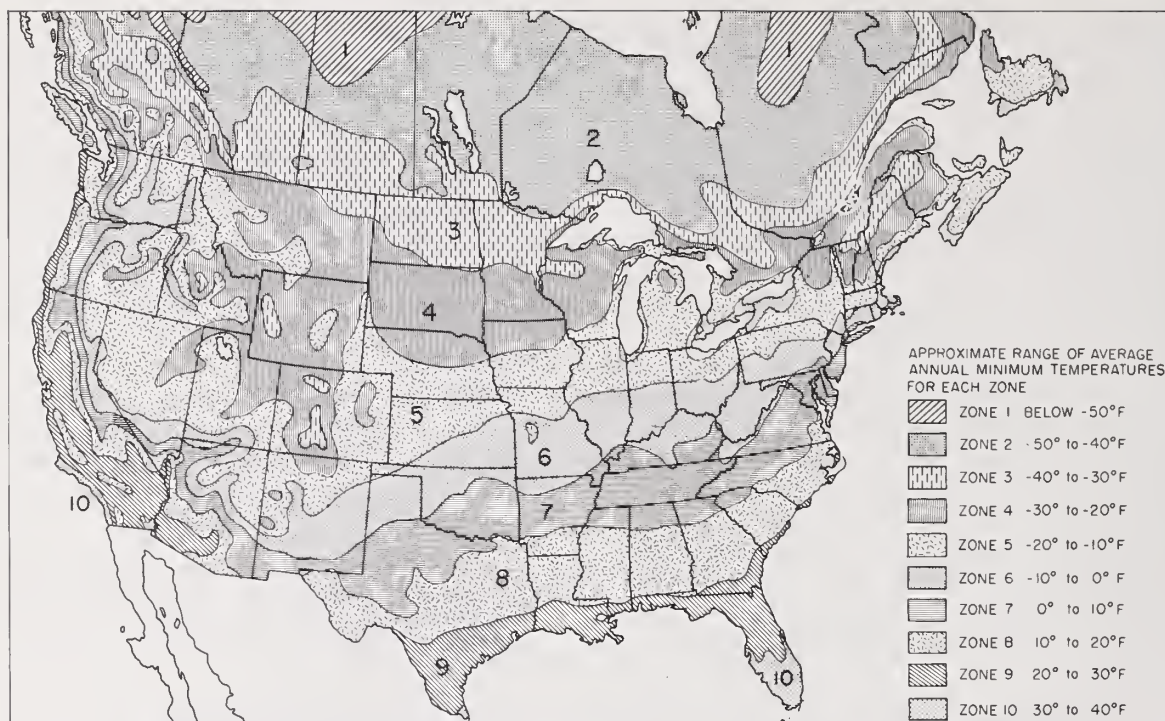 1
1
2
3
4
5
6
7
8
9
10
10
APPROXIMATE RANGE OF AVERAGE
ANNUAL MINIMUM TEMPERATURES
FOR EACH ZONE
ZONE 1 BELOW -50°F
ZONE 2 -50° to -40°F
ZONE 3 -40° to -30°F
ZONE 4 -30° to -20°F
ZONE 5 -20° to -10°F
ZONE 6 -10° to 0° F
ZONE 7 0° to 10°F
ZONE 8 10° to 20°F
ZONE 9 20° to 30°F
ZONE 10 30° to 40°F